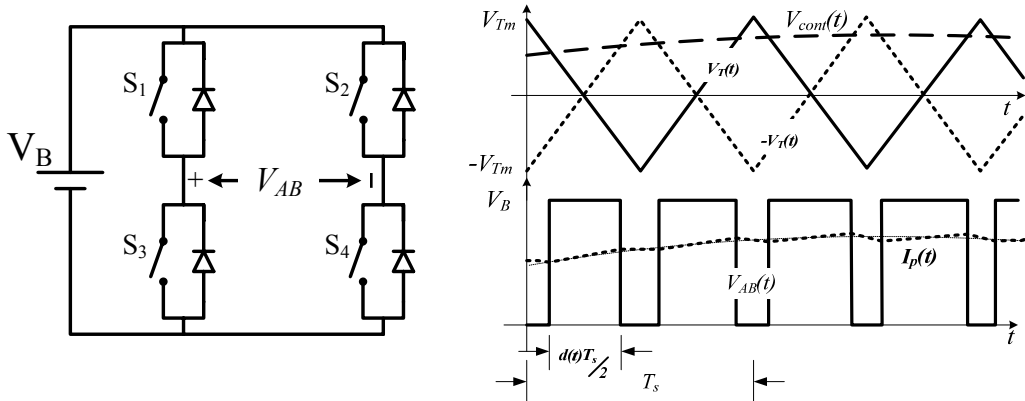 V_B
S_1
S_2
+ V_AB -
S_3
S_4
V_Tm
V_cont(t)
V_T(t)
t
-V_T(t)
-V_Tm
V_B
I_p(t)
V_AB(t)
t
d(t)T_s/2
T_s